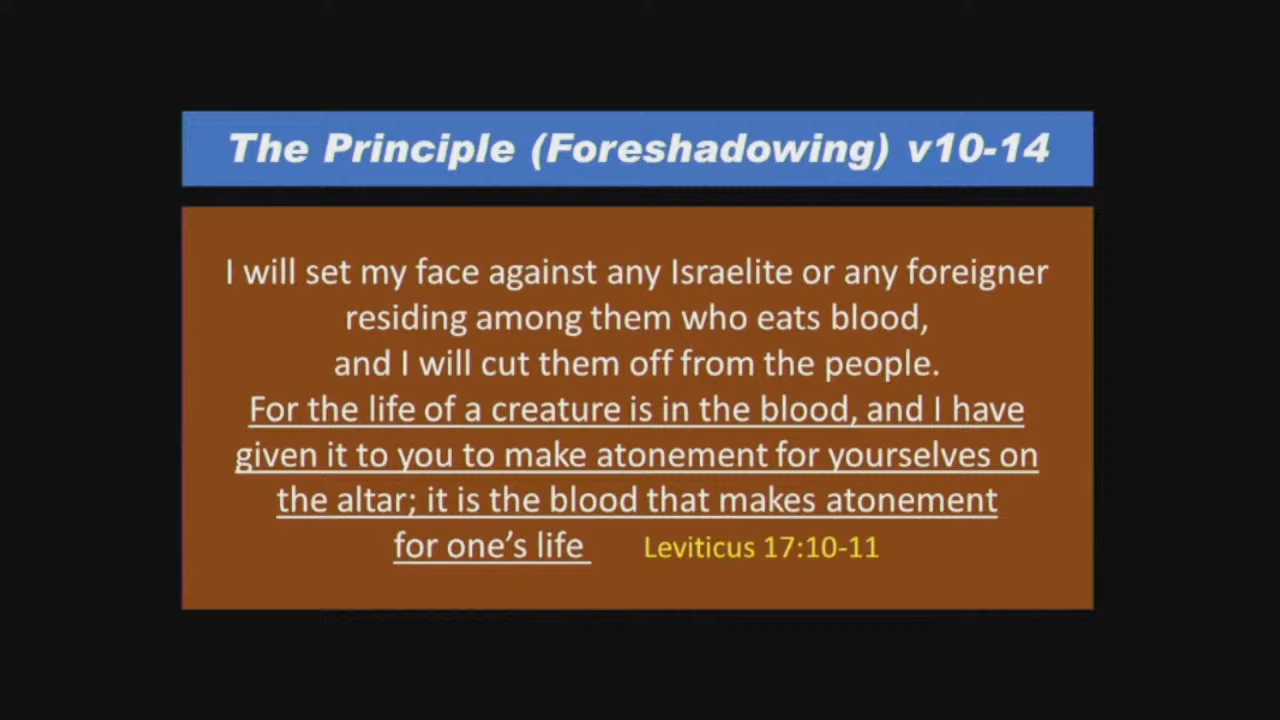 The Principle (Foreshadowing) v10-14
I will set my face against any Israelite or any foreigner
residing among them who eats blood,
and I will cut them off from the people.
For the life of a creature is in the blood, and I have
given it to you to make atonement for yourselves on
the altar; it is the blood that makes atonement
for one’s life Leviticus 17:10-11